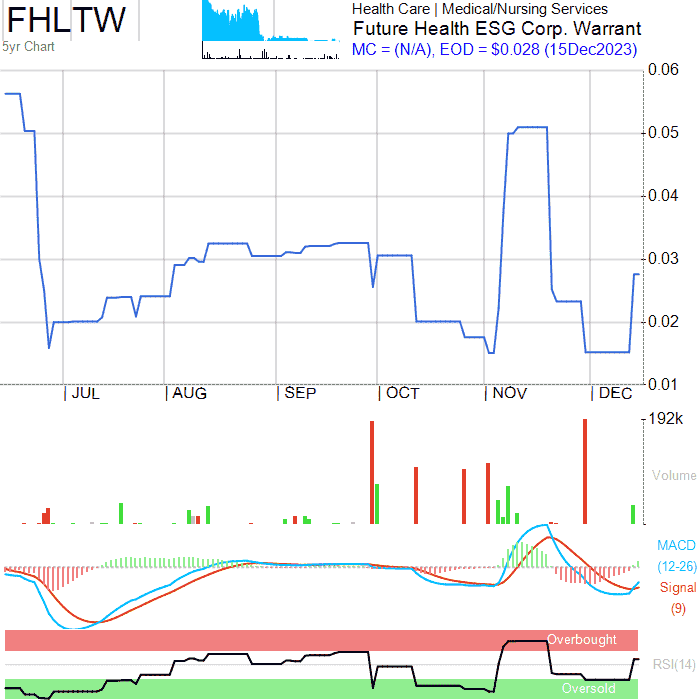 FHLTW
5yr Chart
Health Care | Medical/Nursing Services
Future Health ESG Corp. Warrant
MC = (N/A), EOD = $0.028 (15Dec2023)
0.06
0.05
0.04
0.03
0.02
0.01
JUL AUG SEP OCT NOV DEC
192k
Volume
MACD
(12-26)
Signal
(9)
Overbought
RSI(14)
Oversold